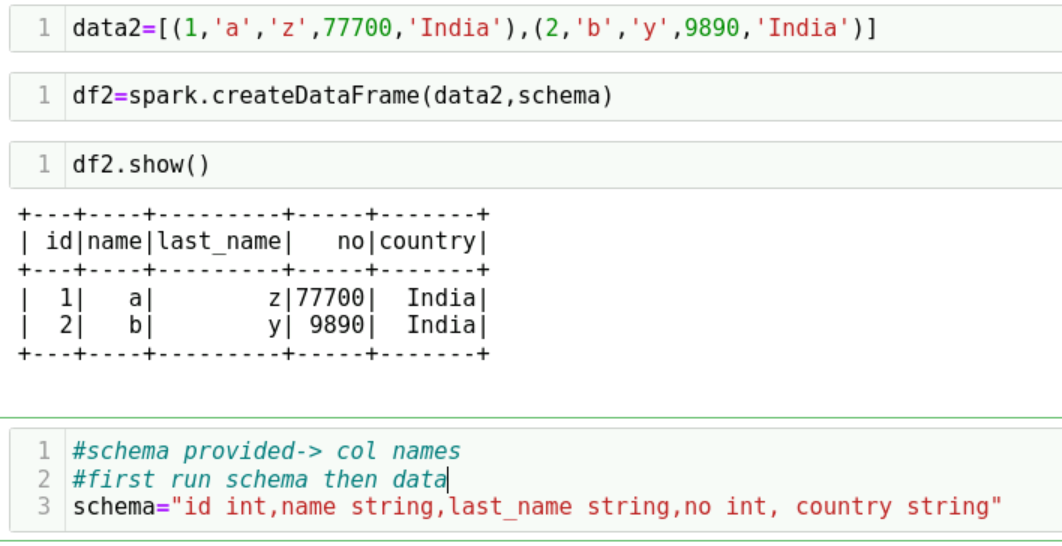 1 data2=[(1,'a','z',77700,'India'),(2,'b','y',9890,'India')]
1 df2=spark.createDataFrame(data2,schema)
1 df2.show()
+---+----+---------+-----+-------+
| id|name|last_name|   no|country|
+---+----+---------+-----+-------+
|  1|   a|        z|77700|  India|
|  2|   b|        y| 9890|  India|
+---+----+---------+-----+-------+
1 #schema provided-> col names
2 #first run schema then data
3 schema="id int,name string,last_name string,no int, country string"